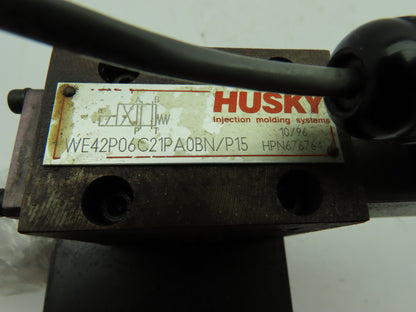 A B
P T
HUSKY
Injection molding systems
10/96
WE42P06C21PA0BN/P15 HPN676764